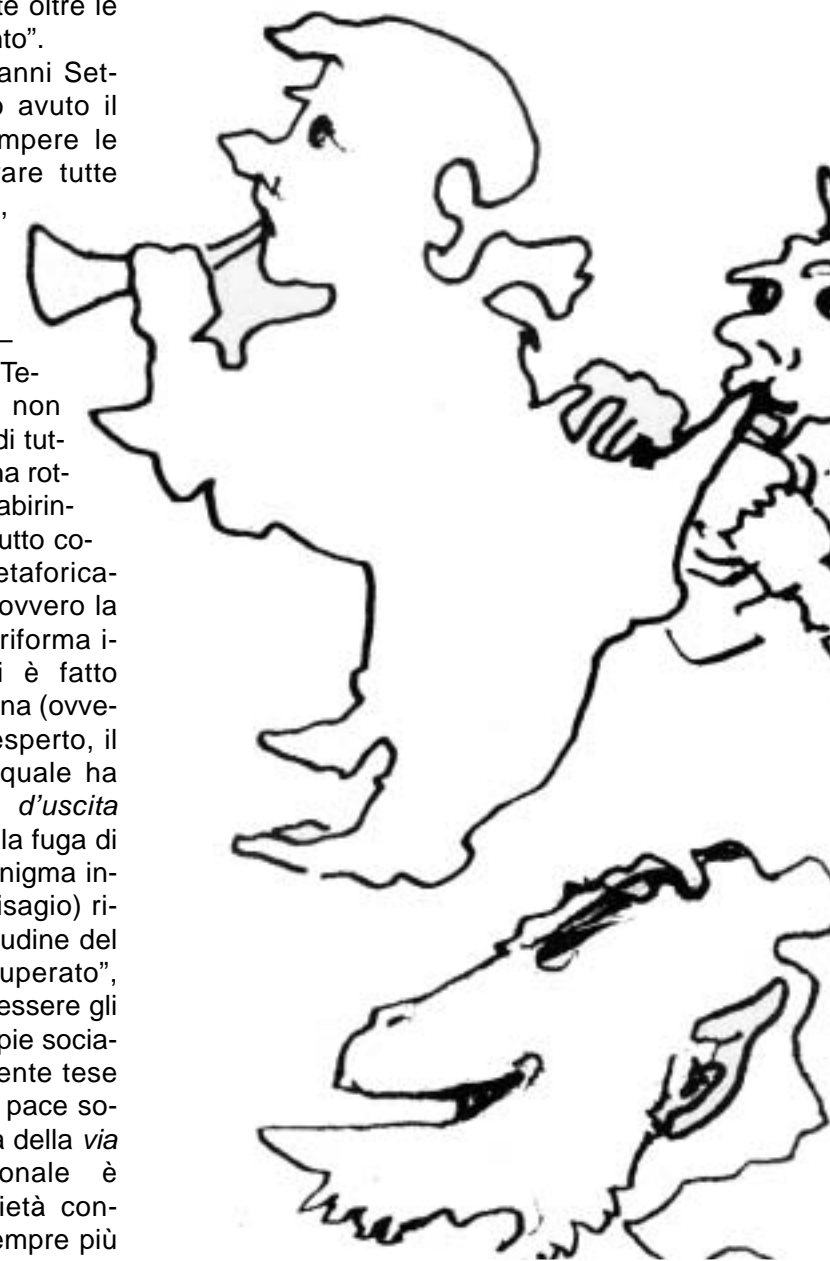 te oltre le
nto”.
anni Set-
o avuto il
mpere le
are tutte
,
–
Te-
non
di tut-
na rot-
abirin-
utto co-
etaforica-
ovvero la
riforma i-
i è fatto
na (ovve-
esperto, il
quale ha
d’uscita
la fuga di
nigma in-
isagio) ri-
udine del
uperato”,
essere gli
pie socia-
ente tese
pace so-
a della via
onale è
ietà con-
empre più